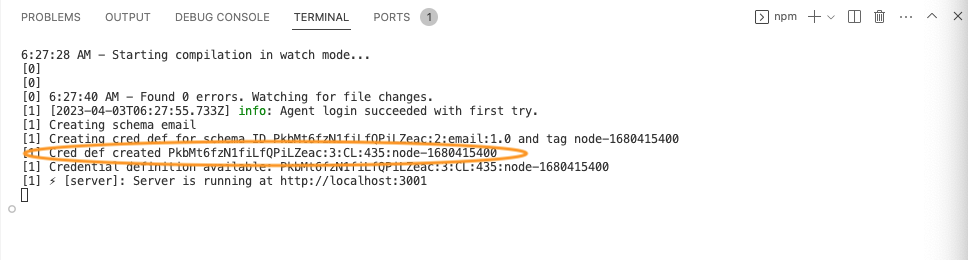 PROBLEMS OUTPUT DEBUG CONSOLE TERMINAL PORTS 1 npm
6:27:28 AM - Starting compilation in watch mode...
[0]
[0]
[0] 6:27:40 AM - Found 0 errors. Watching for file changes.
[1] [2023-04-03T06:27:55.733Z] info: Agent login succeeded with first try.
[1] Creating schema email
[1] Creating cred def for schema ID PkbMt6fzN1fiLfQPiLZeac:2:email:1.0 and tag node-1680415400
[1] Cred def created PkbMt6fzN1fiLfQPiLZeac:3:CL:435:node-1680415400
[1] Credential definition available: PkbMt6fzN1fiLfQPiLZeac:3:CL:435:node-1680415400
[1] ⚡ [server]: Server is running at http://localhost:3001